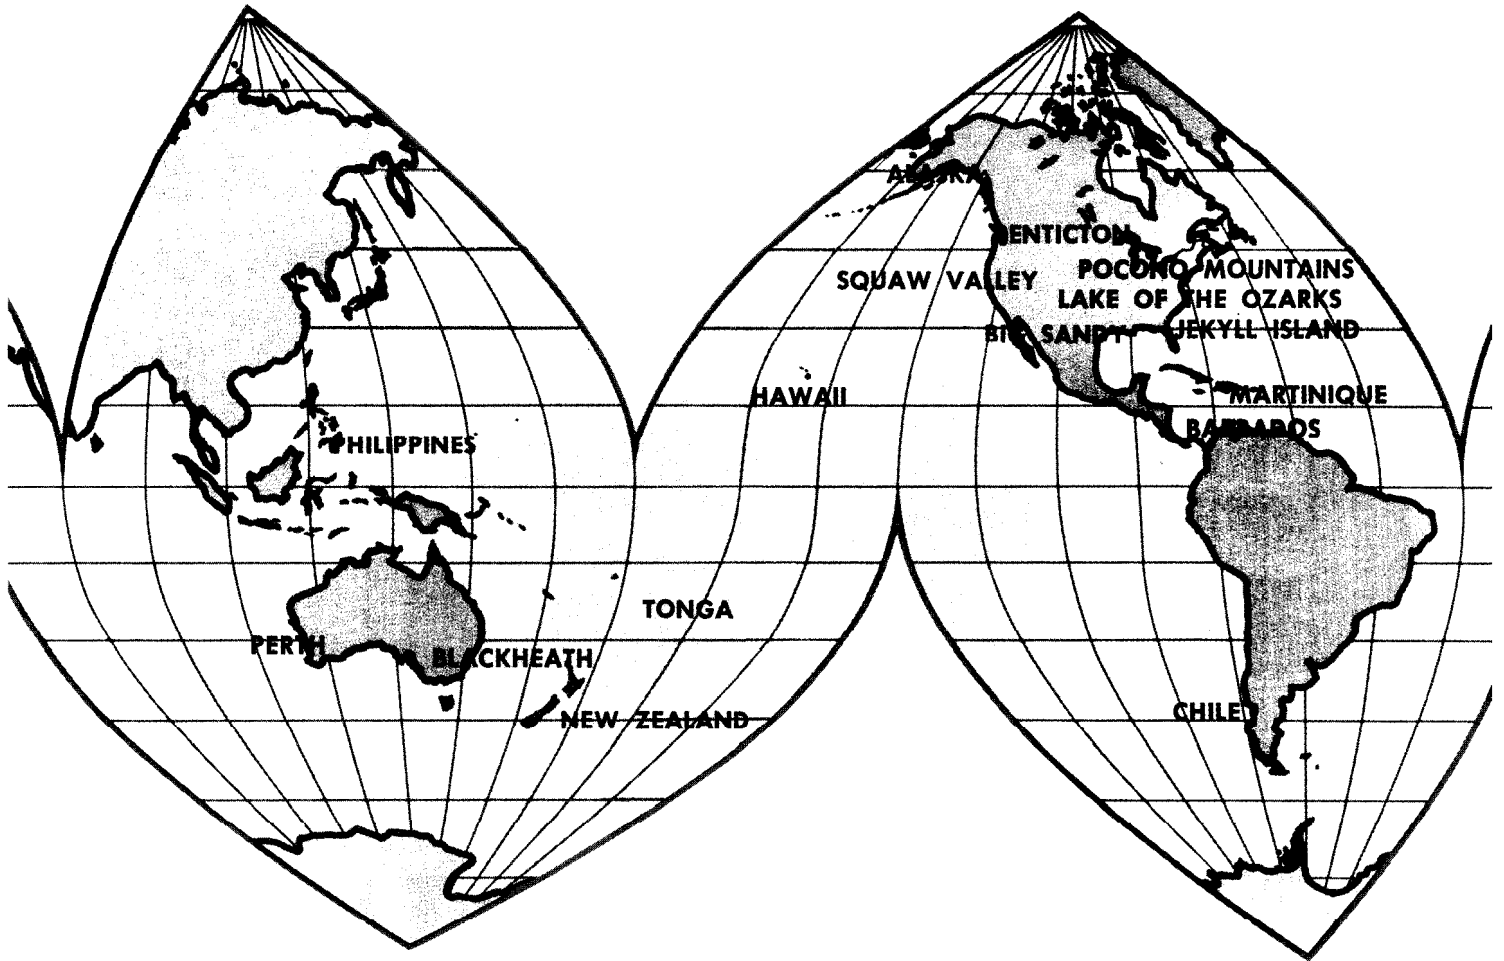 ALASKA
PENTICTON
SQUAW VALLEY
POCONO MOUNTAINS
LAKE OF THE OZARKS
BIG SANDY
JEKYLL ISLAND
HAWAII
MARTINIQUE
BARBADOS
PHILIPPINES
TONGA
PERTH
BLACKHEATH
NEW ZEALAND
CHILE